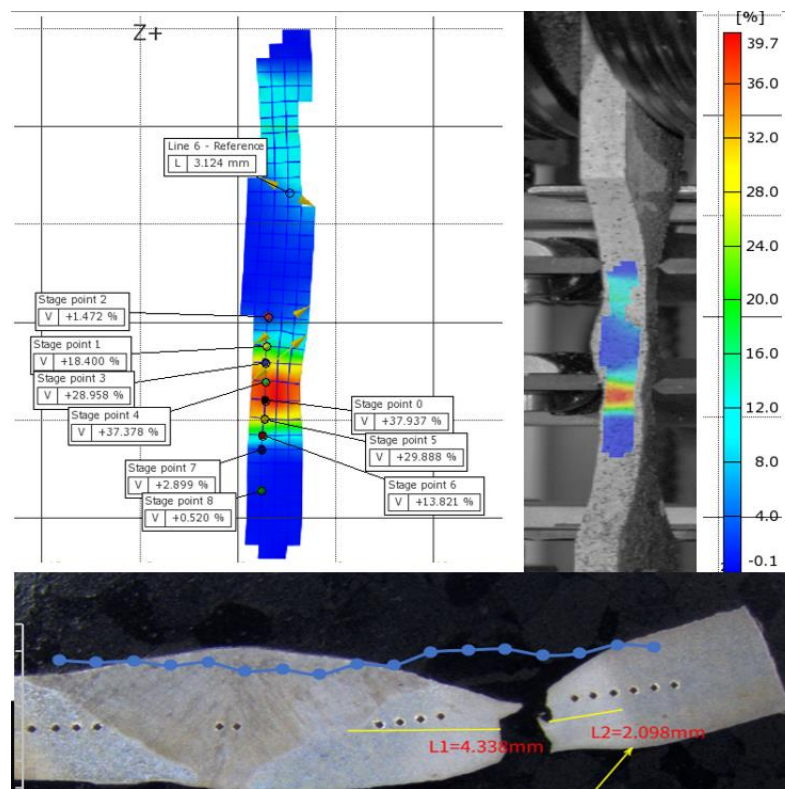 Z+
[%]
39.7
36.0
32.0
28.0
24.0
20.0
16.0
12.0
8.0
4.0
-0.1
Line 6 - Reference
L 3.124 mm
Stage point 2
V +1.472 %
Stage point 1
V +18.400 %
Stage point 3
V +28.958 %
Stage point 4
V +37.378 %
Stage point 0
V +37.937 %
Stage point 5
V +29.888 %
Stage point 7
V +2.899 %
Stage point 6
V +13.821 %
Stage point 8
V +0.520 %
L1=4.338mm
L2=2.098mm